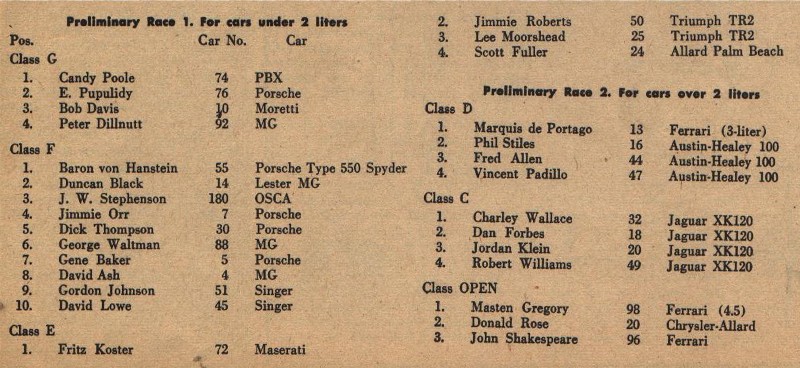 Preliminary Race 1. For cars under 2 liters
Pos. Car No. Car
Class G
1. Candy Poole 74 PBX
2. E. Pupulidy 76 Porsche
3. Bob Davis 10 Moretti
4. Peter Dillnutt 92 MG
Class F
1. Baron von Hanstein 55 Porsche Type 550 Spyder
2. Duncan Black 14 Lester MG
3. J. W. Stephenson 180 OSCA
4. Jimmie Orr 7 Porsche
5. Dick Thompson 30 Porsche
6. George Waltman 88 MG
7. Gene Baker 5 Porsche
8. David Ash 4 MG
9. Gordon Johnson 51 Singer
10. David Lowe 45 Singer
Class E
1. Fritz Koster 72 Maserati
2. Jimmie Roberts 50 Triumph TR2
3. Lee Moorshead 25 Triumph TR2
4. Scott Fuller 24 Allard Palm Beach
Preliminary Race 2. For cars over 2 liters
Class D
1. Marquis de Portago 13 Ferrari (3-liter)
2. Phil Stiles 16 Austin-Healey 100
3. Fred Allen 44 Austin-Healey 100
4. Vincent Padillo 47 Austin-Healey 100
Class C
1. Charley Wallace 32 Jaguar XK120
2. Dan Forbes 18 Jaguar XK120
3. Jordan Klein 20 Jaguar XK120
4. Robert Williams 49 Jaguar XK120
Class OPEN
1. Masten Gregory 98 Ferrari (4.5)
2. Donald Rose 20 Chrysler-Allard
3. John Shakespeare 96 Ferrari